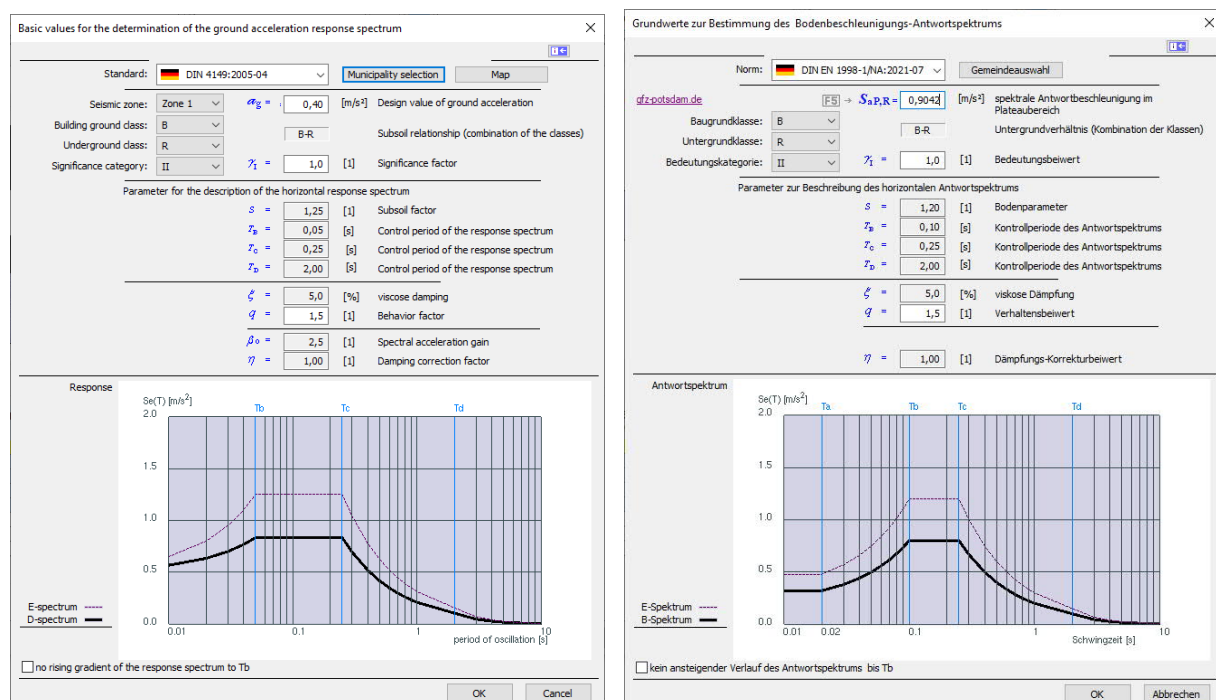 Basic values for the determination of the ground acceleration response spectrum
Standard: DIN 4149:2005-04 Municipality selection Map
Seismic zone: Zone 1 ag = 0,40 [m/s²] Design value of ground acceleration
Building ground class: B
B-R Subsoil relationship (combination of the classes)
Underground class: R
Significance category: II γI = 1,0 [1] Significance factor
Parameter for the description of the horizontal response spectrum
S = 1,25 [1] Subsoil factor
TB = 0,05 [s] Control period of the response spectrum
TC = 0,25 [s] Control period of the response spectrum
TD = 2,00 [s] Control period of the response spectrum
ζ = 5,0 [%] viscose damping
q = 1,5 [1] Behavior factor
β0 = 2,5 [1] Spectral acceleration gain
η = 1,00 [1] Damping correction factor
Response
Se(T) [m/s²]
Tb Tc Td
2.0
1.5
1.0
0.5
0.0
0.01 0.1 1 10
period of oscillation [s]
E-spectrum
D-spectrum
no rising gradient of the response spectrum to Tb
OK Cancel
Grundwerte zur Bestimmung des Bodenbeschleunigungs-Antwortspektrums
Norm: DIN EN 1998-1/NA:2021-07 Gemeindeauswahl
gfz-potsdam.de F5 → SaP,R = 0,9042 [m/s²] spektrale Antwortbeschleunigung im
Plateaubereich
Baugrundklasse: B
B-R Untergrundverhältnis (Kombination der Klassen)
Untergrundklasse: R
Bedeutungskategorie: II γI = 1,0 [1] Bedeutungsbeiwert
Parameter zur Beschreibung des horizontalen Antwortspektrums
S = 1,20 [1] Bodenparameter
TB = 0,10 [s] Kontrollperiode des Antwortspektrums
TC = 0,25 [s] Kontrollperiode des Antwortspektrums
TD = 2,00 [s] Kontrollperiode des Antwortspektrums
ζ = 5,0 [%] viskose Dämpfung
q = 1,5 [1] Verhaltensbeiwert
η = 1,00 [1] Dämpfungs-Korrekturbeiwert
Antwortspektrum
Se(T) [m/s²]
Ta Tb Tc Td
2.0
1.5
1.0
0.5
0.0
0.01 0.02 0.1 1 10
Schwingzeit [s]
E-Spektrum
B-Spektrum
kein ansteigender Verlauf des Antwortspektrums bis Tb
OK Abbrechen